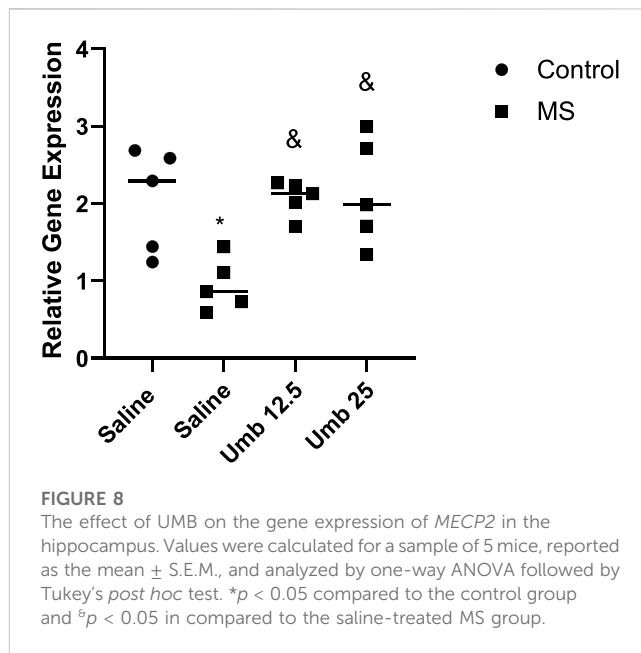 Relative Gene Expression
4
3
2
1
0
*
&
&
Control
MS
Saline
Saline
Umb 12.5
Umb 25
FIGURE 8
The effect of UMB on the gene expression of MECP2 in the
hippocampus. Values were calculated for a sample of 5 mice, reported
as the mean ± S.E.M., and analyzed by one-way ANOVA followed by
Tukey's post hoc test. *p < 0.05 compared to the control group
and &p < 0.05 in compared to the saline-treated MS group.